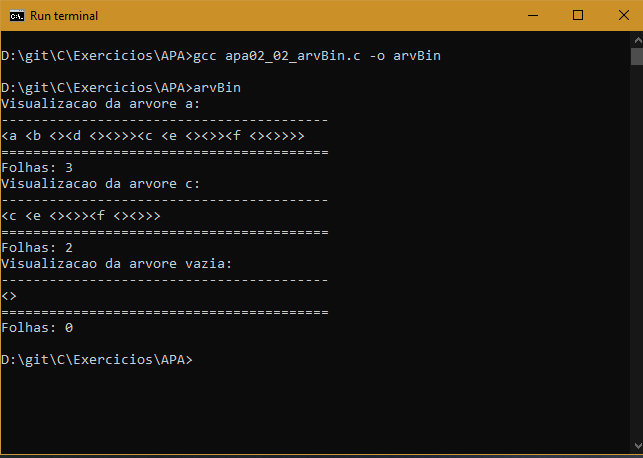 Run terminal
D:\git\C\Exercicios\APA>gcc apa02_02_arvBin.c -o arvBin
D:\git\C\Exercicios\APA>arvBin
Visualizacao da arvore a:
-----------------------------------------
<a <b <><d <><>>><c <e <><>><f <><>>>>
=========================================
Folhas: 3
Visualizacao da arvore c:
-----------------------------------------
<c <e <><>><f <><>>>
=========================================
Folhas: 2
Visualizacao da arvore vazia:
-----------------------------------------
<>
=========================================
Folhas: 0
D:\git\C\Exercicios\APA>